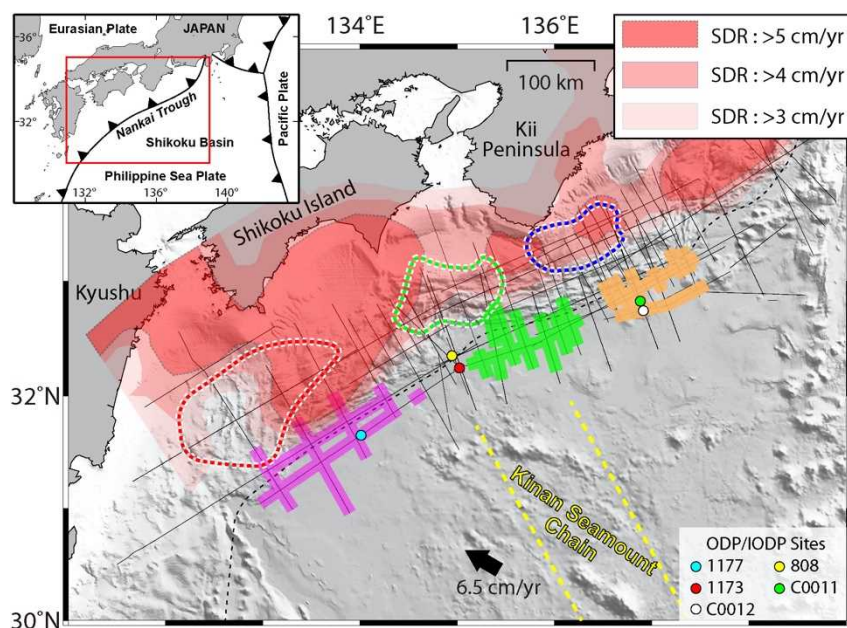 Eurasian Plate
JAPAN
36°
32°
Nankai Trough
Shikoku Basin
Pacific Plate
Philippine Sea Plate
132°
136°
140°
134°E
136°E
100 km
SDR : >5 cm/yr
SDR : >4 cm/yr
SDR : >3 cm/yr
Kii
Peninsula
Shikoku Island
Kyushu
32°N
30°N
Kinan Seamount
Chain
6.5 cm/yr
ODP/IODP Sites
1177
808
1173
C0011
C0012